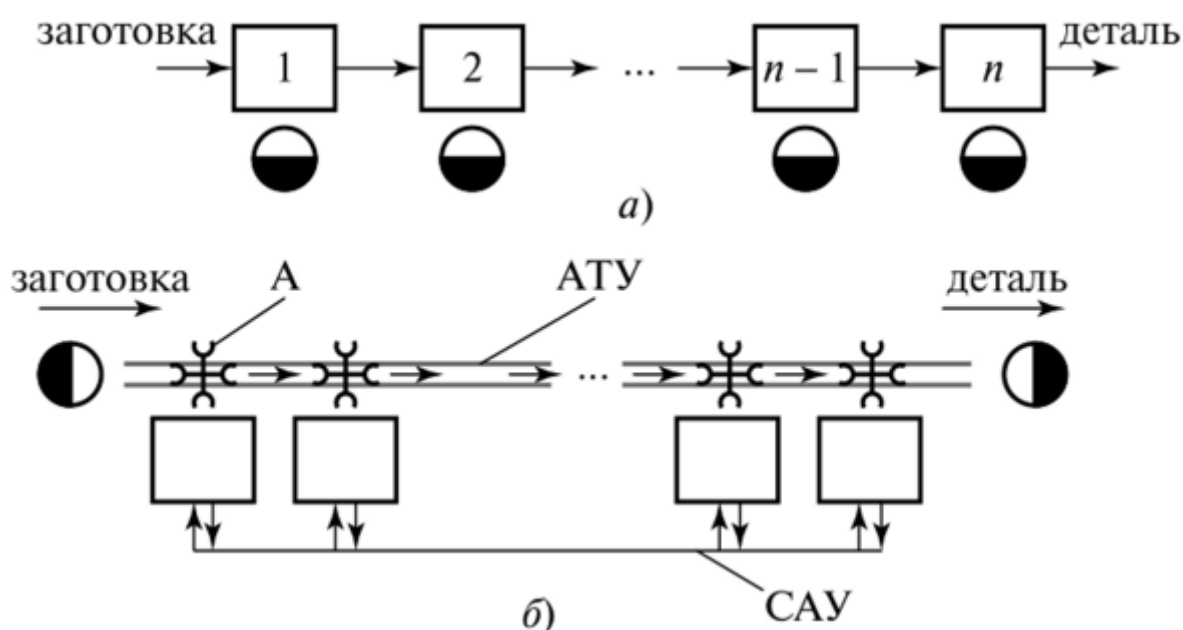 заготовка 1 2 ... n – 1 n деталь
а)
заготовка А АТУ деталь
...
САУ
б)